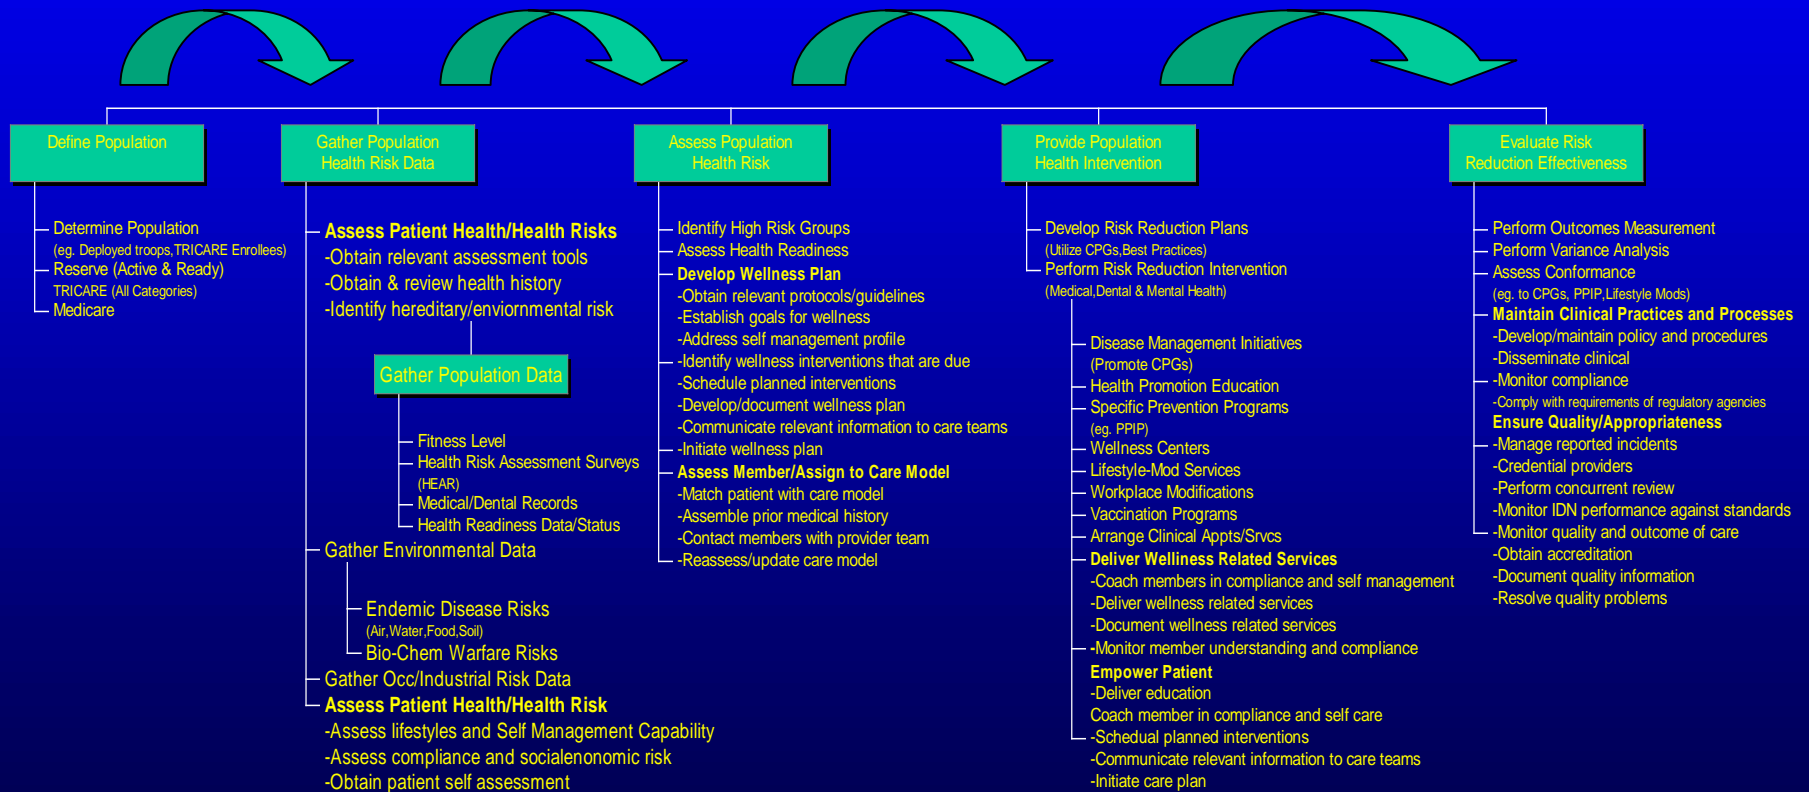 Define Population
Determine Population
(eg. Deployed troops,TRICARE Enrollees)
Reserve (Active & Ready)
TRICARE (All Categories)
Medicare
Gather Population
Health Risk Data
Assess Patient Health/Health Risks
-Obtain relevant assessment tools
-Obtain & review health history
-Identify hereditary/enviornmental risk
Gather Population Data
Fitness Level
Health Risk Assessment Surveys
(HEAR)
Medical/Dental Records
Health Readiness Data/Status
Gather Environmental Data
Endemic Disease Risks
(Air,Water,Food,Soil)
Bio-Chem Warfare Risks
Gather Occ/Industrial Risk Data
Assess Patient Health/Health Risk
-Assess lifestyles and Self Management Capability
-Assess compliance and socialenonomic risk
-Obtain patient self assessment
Assess Population
Health Risk
Identify High Risk Groups
Assess Health Readiness
Develop Wellness Plan
-Obtain relevant protocols/guidelines
-Establish goals for wellness
-Address self management profile
-Identify wellness interventions that are due
-Schedule planned interventions
-Develop/document wellness plan
-Communicate relevant information to care teams
-Initiate wellness plan
Assess Member/Assign to Care Model
-Match patient with care model
-Assemble prior medical history
-Contact members with provider team
-Reassess/update care model
Provide Population
Health Intervention
Develop Risk Reduction Plans
(Utilize CPGs,Best Practices)
Perform Risk Reduction Intervention
(Medical,Dental & Mental Health)
Disease Management Initiatives
(Promote CPGs)
Health Promotion Education
Specific Prevention Programs
(eg. PPIP)
Wellness Centers
Lifestyle-Mod Services
Workplace Modifications
Vaccination Programs
Arrange Clinical Appts/Srvcs
Deliver Welliness Related Services
-Coach members in compliance and self management
-Deliver wellness related services
-Document wellness related services
-Monitor member understanding and compliance
Empower Patient
-Deliver education
Coach member in compliance and self care
-Schedual planned interventions
-Communicate relevant information to care teams
-Initiate care plan
Evaluate Risk
Reduction Effectiveness
Perform Outcomes Measurement
Perform Variance Analysis
Assess Conformance
(eg. to CPGs, PPIP,Lifestyle Mods)
Maintain Clinical Practices and Processes
-Develop/maintain policy and procedures
-Disseminate clinical
-Monitor compliance
-Comply with requirements of regulatory agencies
Ensure Quality/Appropriateness
-Manage reported incidents
-Credential providers
-Perform concurrent review
-Monitor IDN performance against standards
-Monitor quality and outcome of care
-Obtain accreditation
-Document quality information
-Resolve quality problems